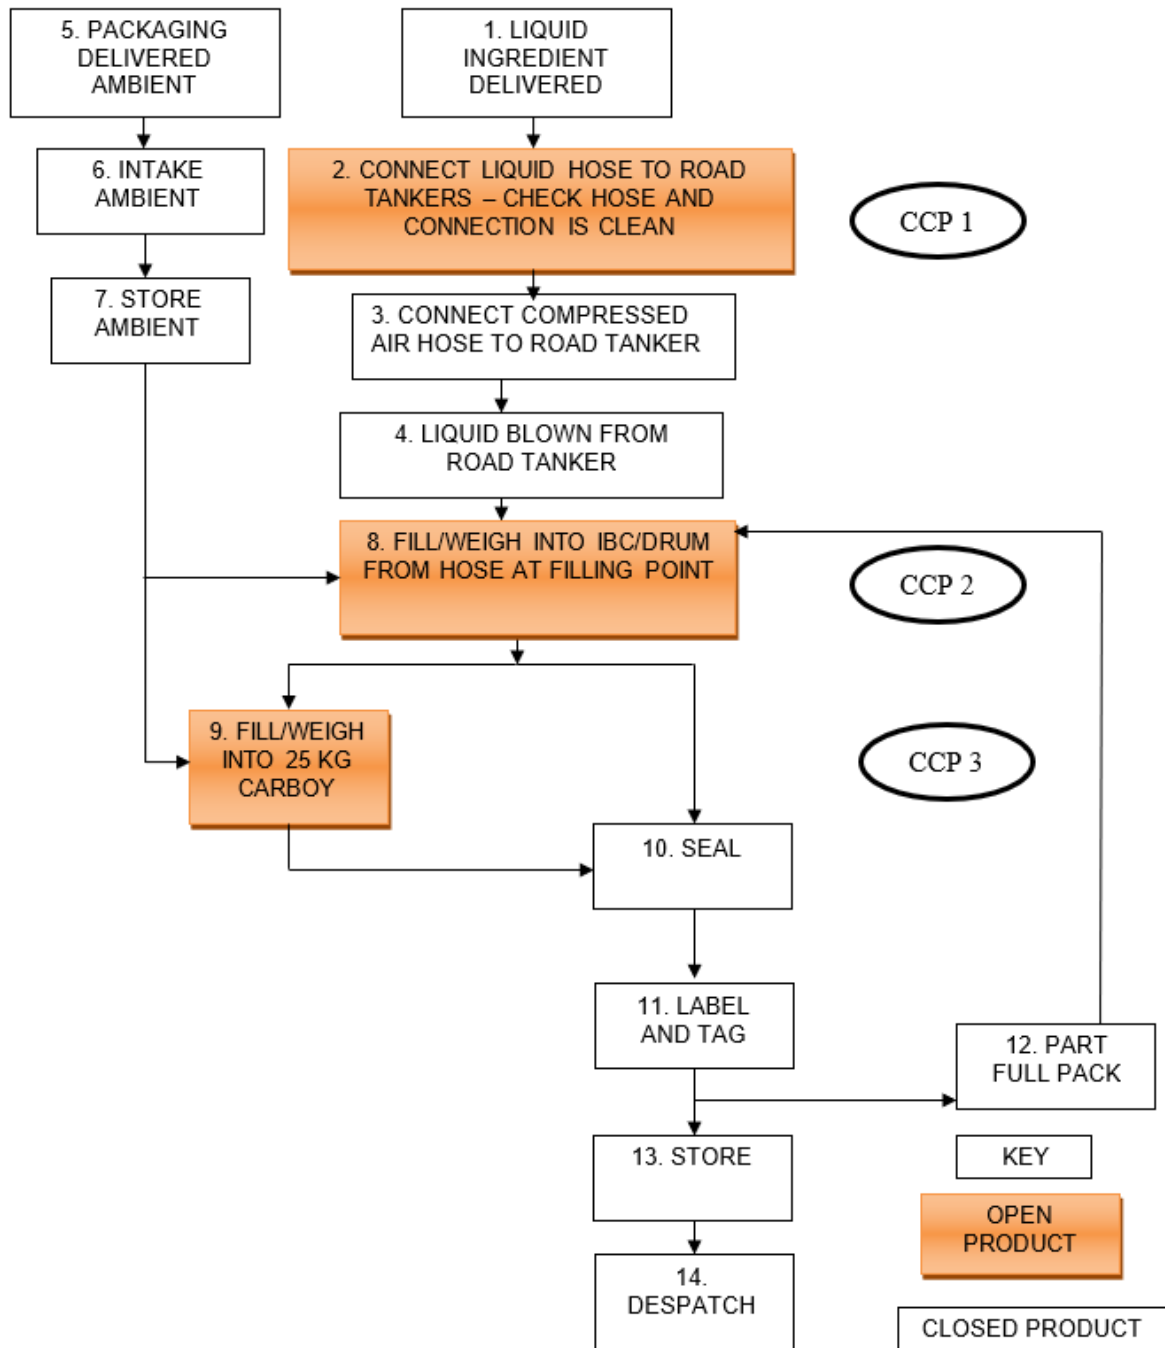 5. PACKAGING
DELIVERED
AMBIENT
1. LIQUID
INGREDIENT
DELIVERED
6. INTAKE
AMBIENT
2. CONNECT LIQUID HOSE TO ROAD
TANKERS – CHECK HOSE AND
CONNECTION IS CLEAN
CCP 1
7. STORE
AMBIENT
3. CONNECT COMPRESSED
AIR HOSE TO ROAD TANKER
4. LIQUID BLOWN FROM
ROAD TANKER
8. FILL/WEIGH INTO IBC/DRUM
FROM HOSE AT FILLING POINT
CCP 2
9. FILL/WEIGH
INTO 25 KG
CARBOY
CCP 3
10. SEAL
11. LABEL
AND TAG
12. PART
FULL PACK
13. STORE
KEY
OPEN
PRODUCT
14.
DESPATCH
CLOSED PRODUCT